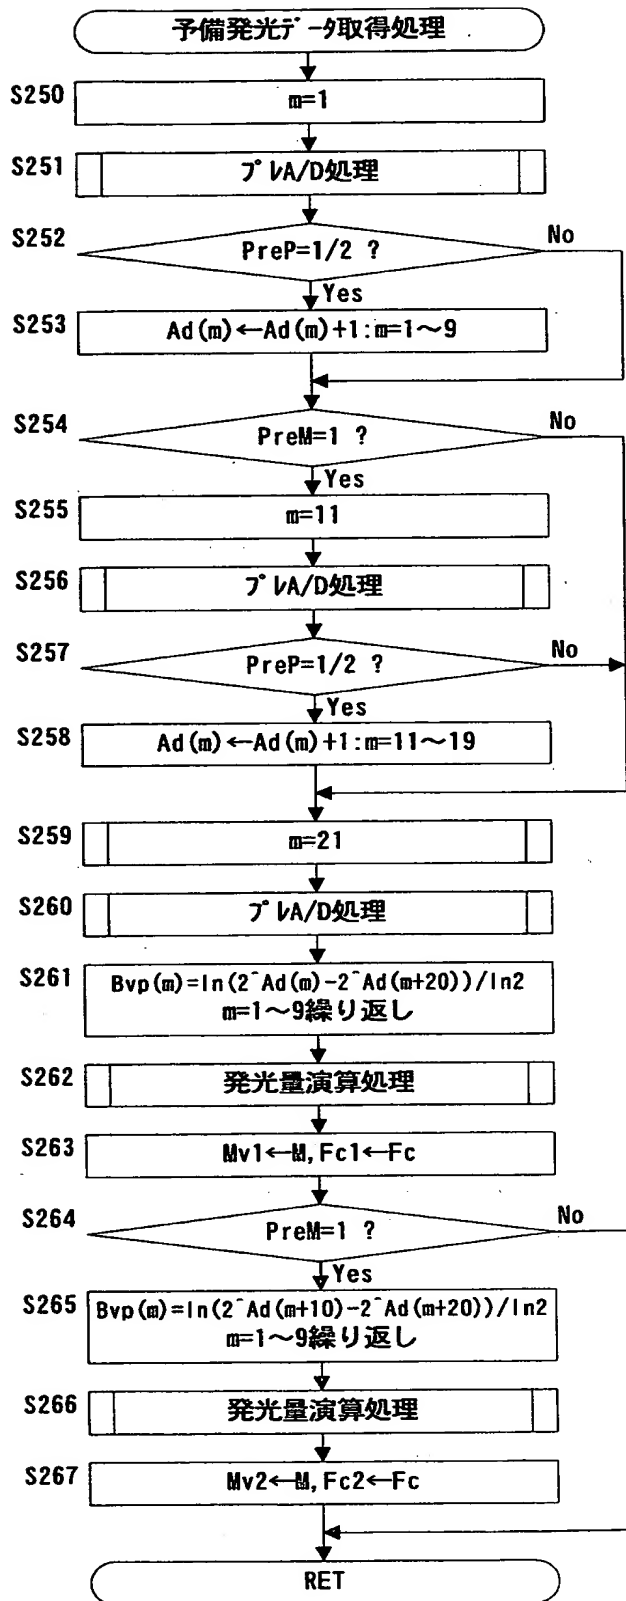 予備発光ﾃﾞｰﾀ取得処理
S250 m=1
S251 ﾌﾟﾚA/D処理
S252 PreP=1/2 ? No
Yes
S253 Ad(m)←Ad(m)+1:m=1～9
S254 PreM=1 ? No
Yes
S255 m=11
S256 ﾌﾟﾚA/D処理
S257 PreP=1/2 ? No
Yes
S258 Ad(m)←Ad(m)+1:m=11～19
S259 m=21
S260 ﾌﾟﾚA/D処理
S261 Bvp(m)=ln(2^Ad(m)-2^Ad(m+20))/ln2
m=1～9繰り返し
S262 発光量演算処理
S263 Mv1←M,Fc1←Fc
S264 PreM=1 ? No
Yes
S265 Bvp(m)=ln(2^Ad(m+10)-2^Ad(m+20))/ln2
m=1～9繰り返し
S266 発光量演算処理
S267 Mv2←M,Fc2←Fc
RET